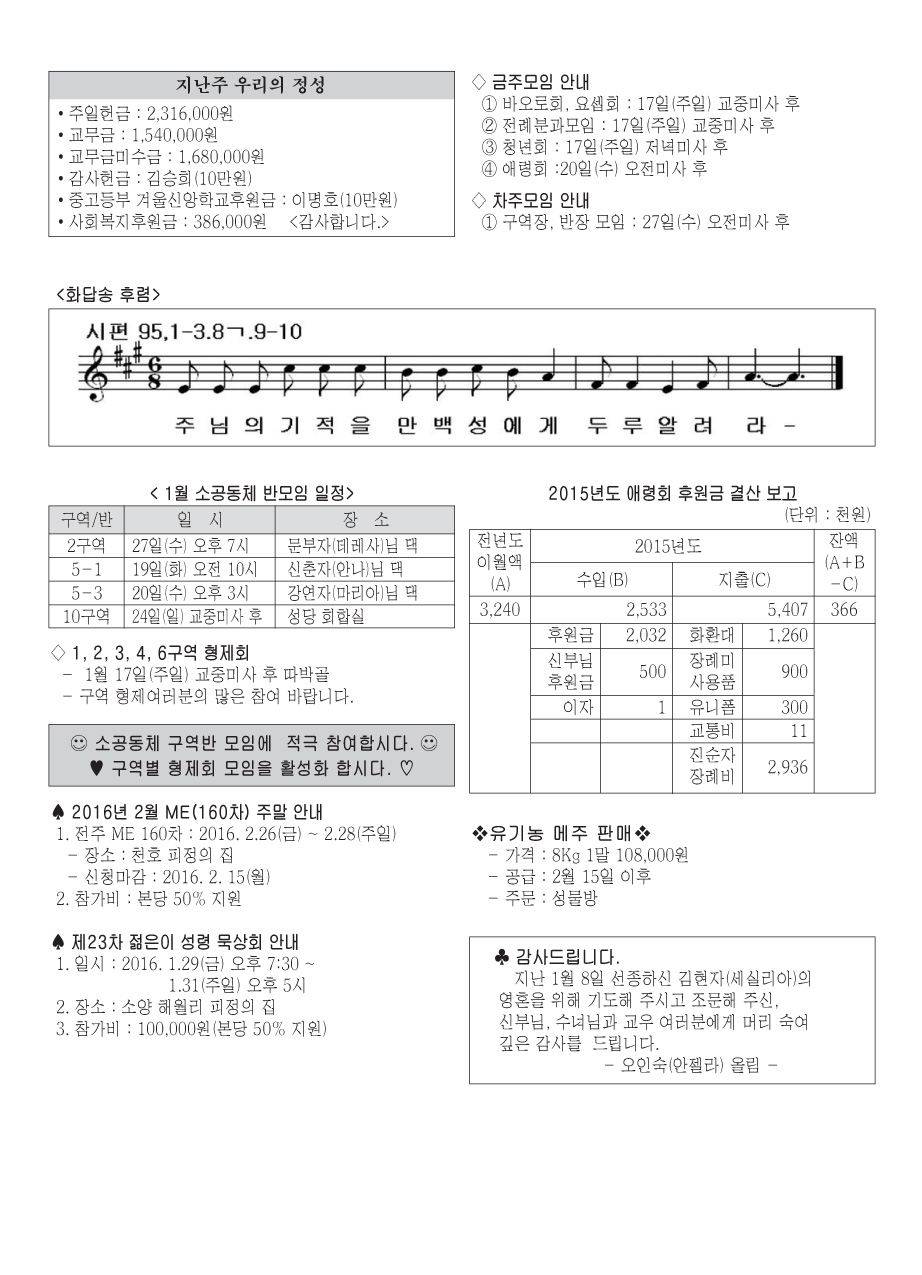 지난주 우리의 정성
• 주일헌금 : 2,316,000원
• 교무금 : 1,540,000원
• 교무금미수금 : 1,680,000원
• 감사헌금 : 김승희(10만원)
• 중고등부 겨울신앙학교후원금 : 이명호(10만원)
• 사회복지후원금 : 386,000원 <감사합니다.>
◇ 금주모임 안내
① 바오로회, 요셉회 : 17일(주일) 교중미사 후
② 전례분과모임 : 17일(주일) 교중미사 후
③ 청년회 : 17일(주일) 저녁미사 후
④ 애령회 :20일(수) 오전미사 후
◇ 차주모임 안내
① 구역장, 반장 모임 : 27일(수) 오전미사 후
<화답송 후렴>
시편 95,1-3.8ㄱ.9-10
6
8
주 님 의 기 적 을 만 백 성 에 게 두 루 알 려 라 -
< 1월 소공동체 반모임 일정>
구역/반 일 시 장 소
2구역 27일(수) 오후 7시 문부자(데레사)님 댁
5-1 19일(화) 오전 10시 신춘자(안나)님 댁
5-3 20일(수) 오후 3시 강연자(마리아)님 댁
10구역 24일(일) 교중미사 후 성당 회합실
◇ 1, 2, 3, 4, 6구역 형제회
- 1월 17일(주일) 교중미사 후 따박골
- 구역 형제여러분의 많은 참여 바랍니다.
☺ 소공동체 구역반 모임에 적극 참여합시다. ☺
♥ 구역별 형제회 모임을 활성화 합시다. ♡
♠ 2016년 2월 ME(160차) 주말 안내
1. 전주 ME 160차 : 2016. 2.26(금) ~ 2.28(주일)
- 장소 : 천호 피정의 집
- 신청마감 : 2016. 2. 15(월)
2. 참가비 : 본당 50% 지원
♠ 제23차 젊은이 성령 묵상회 안내
1. 일시 : 2016. 1.29(금) 오후 7:30 ~
1.31(주일) 오후 5시
2. 장소 : 소양 해월리 피정의 집
3. 참가비 : 100,000원(본당 50% 지원)
2015년도 애령회 후원금 결산 보고
(단위 : 천원)
전년도 이월액 (A) 2015년도 잔액 (A+B-C)
수입(B) 지출(C)
3,240 2,533 5,407 366
후원금 2,032 화환대 1,260
신부님 후원금 500 장례미 사용품 900
이자 1 유니폼 300
교통비 11
진순자 장례비 2,936
❖유기농 메주 판매❖
- 가격 : 8Kg 1말 108,000원
- 공급 : 2월 15일 이후
- 주문 : 성물방
♣ 감사드립니다.
지난 1월 8일 선종하신 김현자(세실리아)의
영혼을 위해 기도해 주시고 조문해 주신,
신부님, 수녀님과 교우 여러분에게 머리 숙여
깊은 감사를 드립니다.
- 오인숙(안젤라) 올림 -